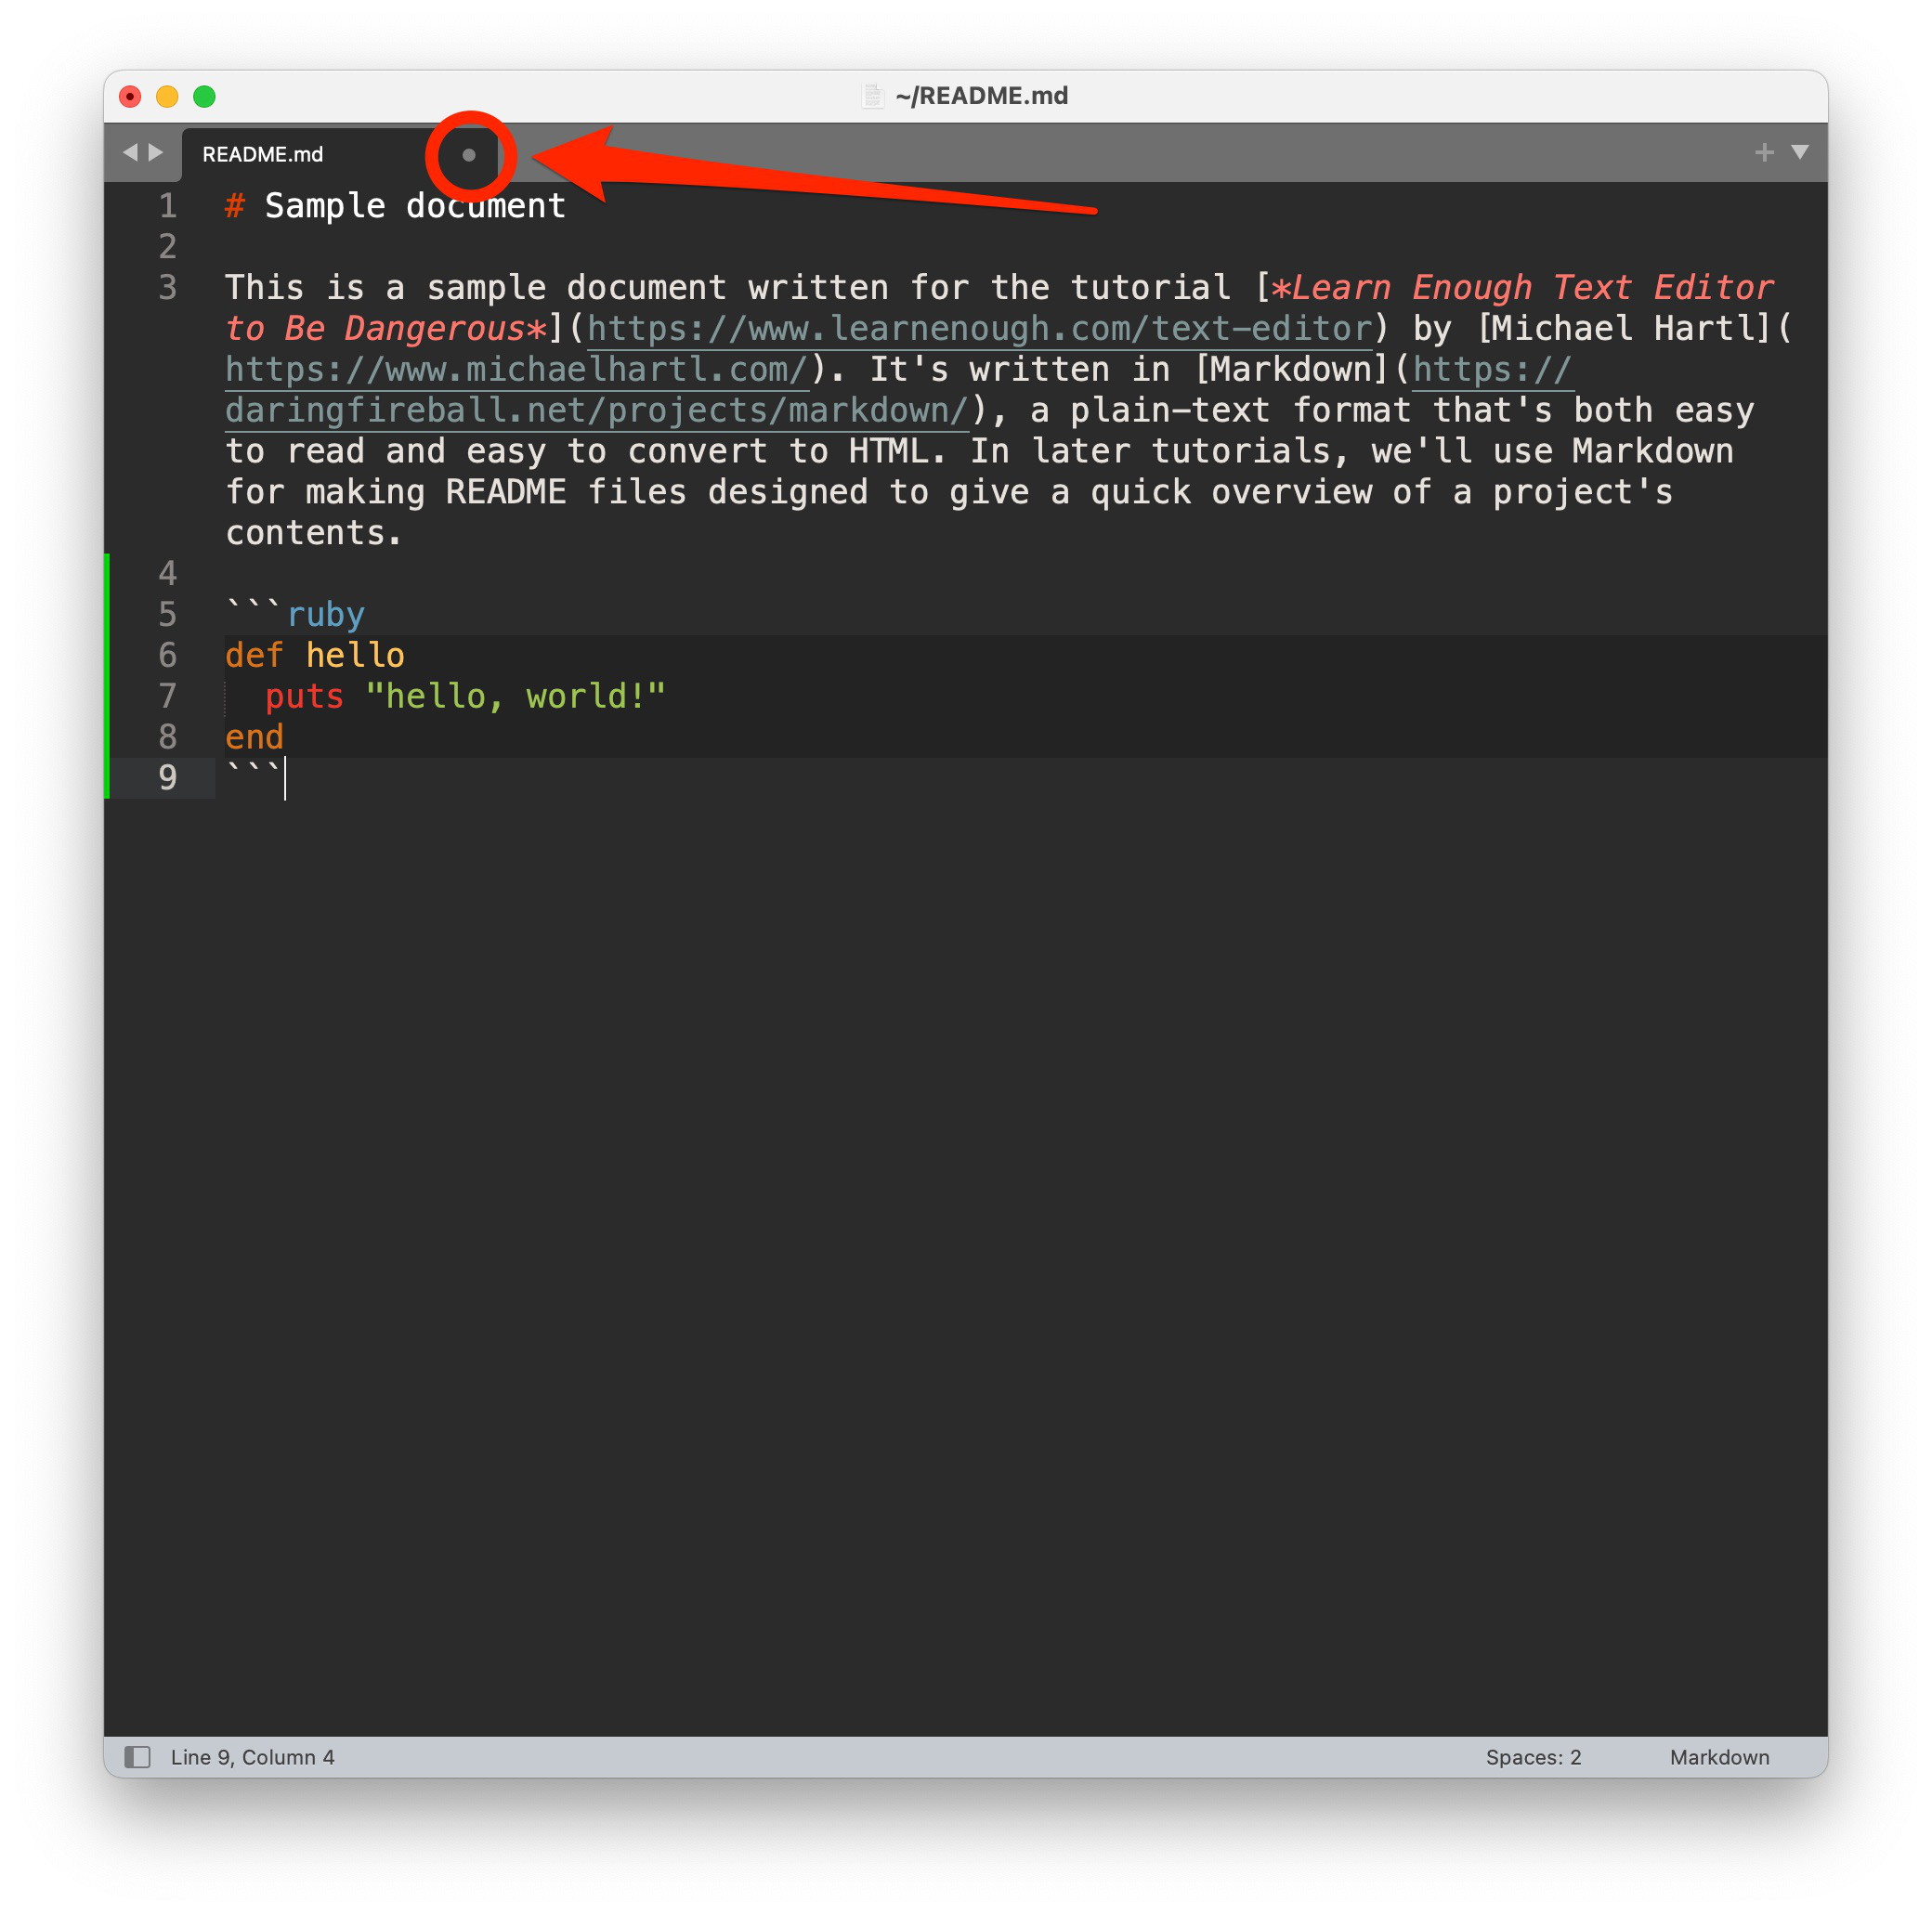 ~/README.md
README.md
1 # Sample document
2
3 This is a sample document written for the tutorial [*Learn Enough Text Editor
to Be Dangerous*](https://www.learnenough.com/text-editor) by [Michael Hartl](
https://www.michaelhartl.com/). It's written in [Markdown](https://
daringfireball.net/projects/markdown/), a plain-text format that's both easy
to read and easy to convert to HTML. In later tutorials, we'll use Markdown
for making README files designed to give a quick overview of a project's
contents.
4
5 ```ruby
6 def hello
7   puts "hello, world!"
8 end
9 ```
Line 9, Column 4 Spaces: 2 Markdown